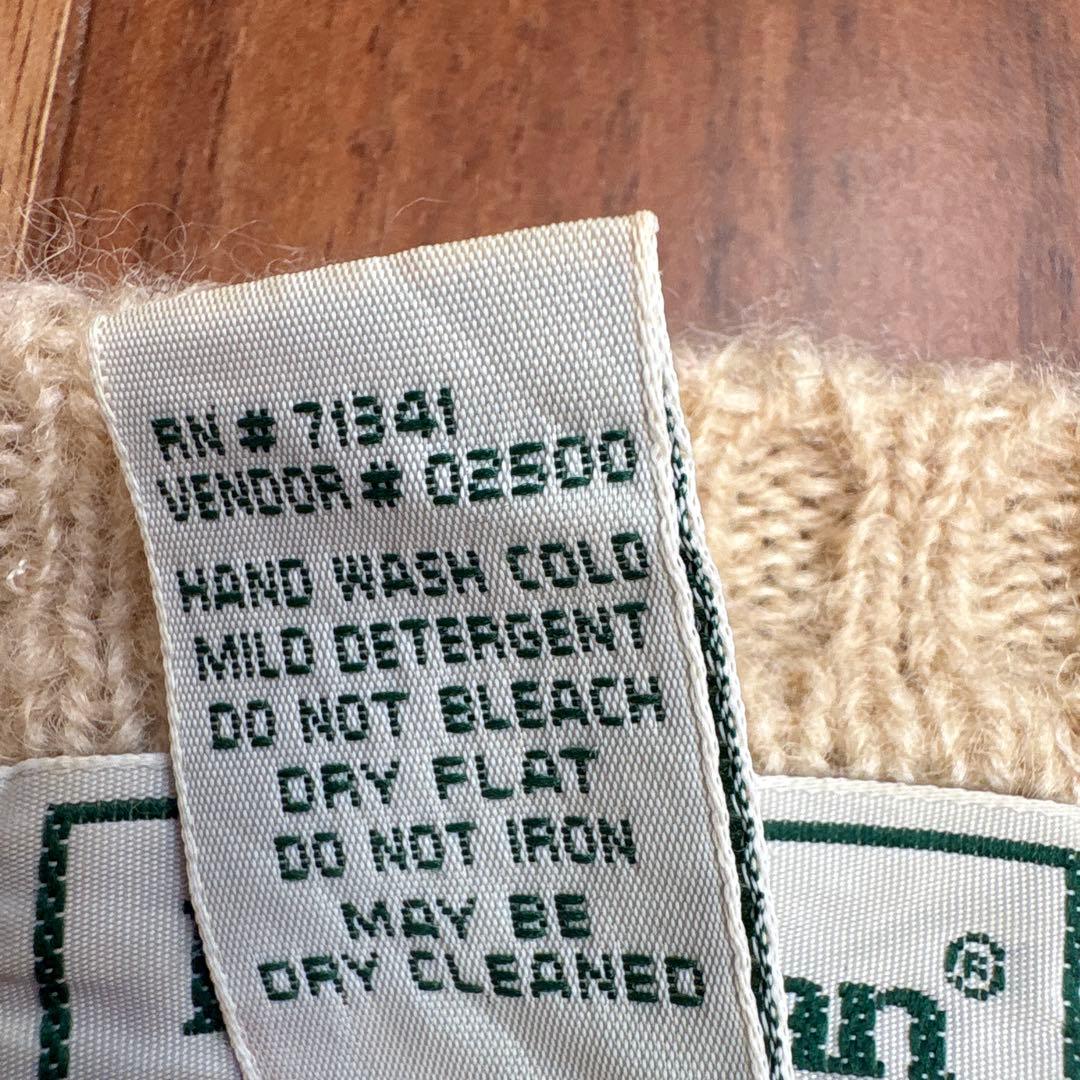 RN # 71341
VENDOR # 02500
HAND WASH COLD
MILD DETERGENT
DO NOT BLEACH
DRY FLAT
DO NOT IRON
MAY BE
DRY CLEANED
an®